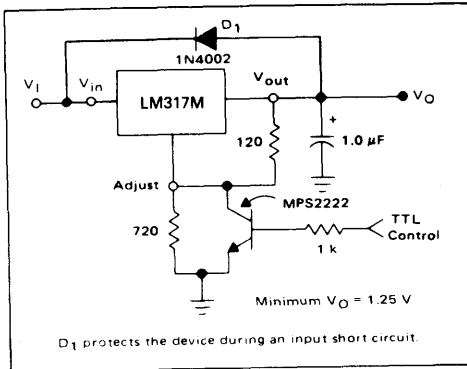 D1
1N4002
VI
Vin
LM317M
Vout
VO
120
+
1.0 µF
Adjust
MPS2222
720
1 k
TTL
Control
Minimum VO = 1.25 V
D1 protects the device during an input short circuit.